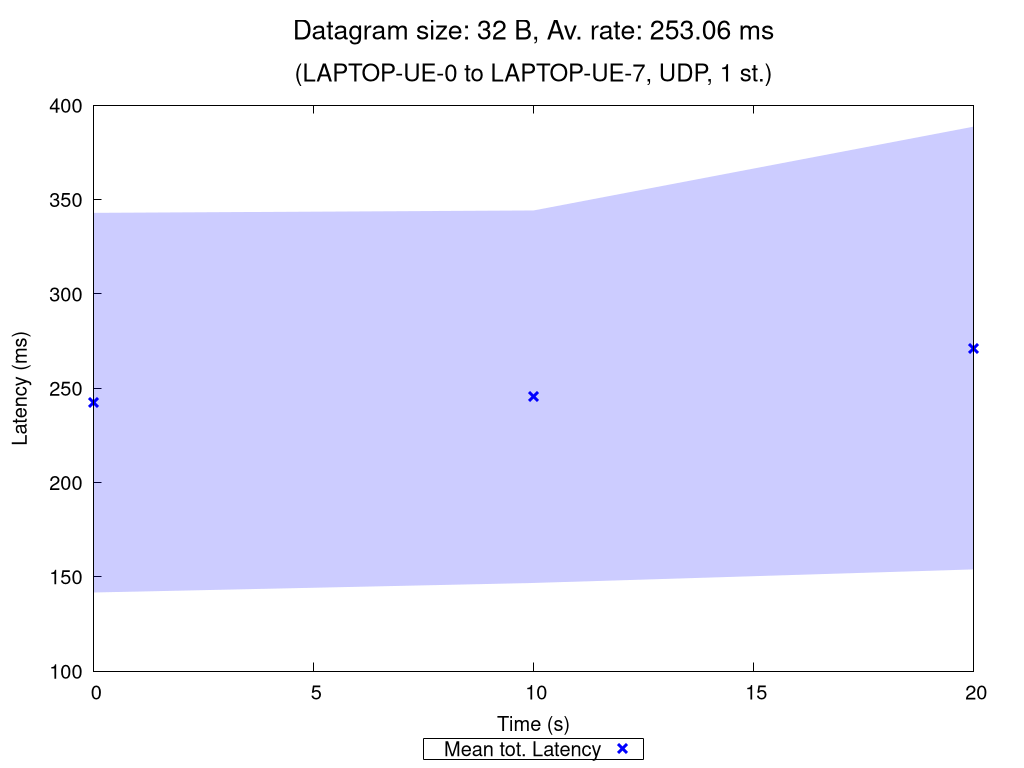 Datagram size: 32 B, Av. rate: 253.06 ms
(LAPTOP-UE-0 to LAPTOP-UE-7, UDP, 1 st.)
400
350
300
250
200
150
100
Latency (ms)
0 5 10 15 20
Time (s)
Mean tot. Latency